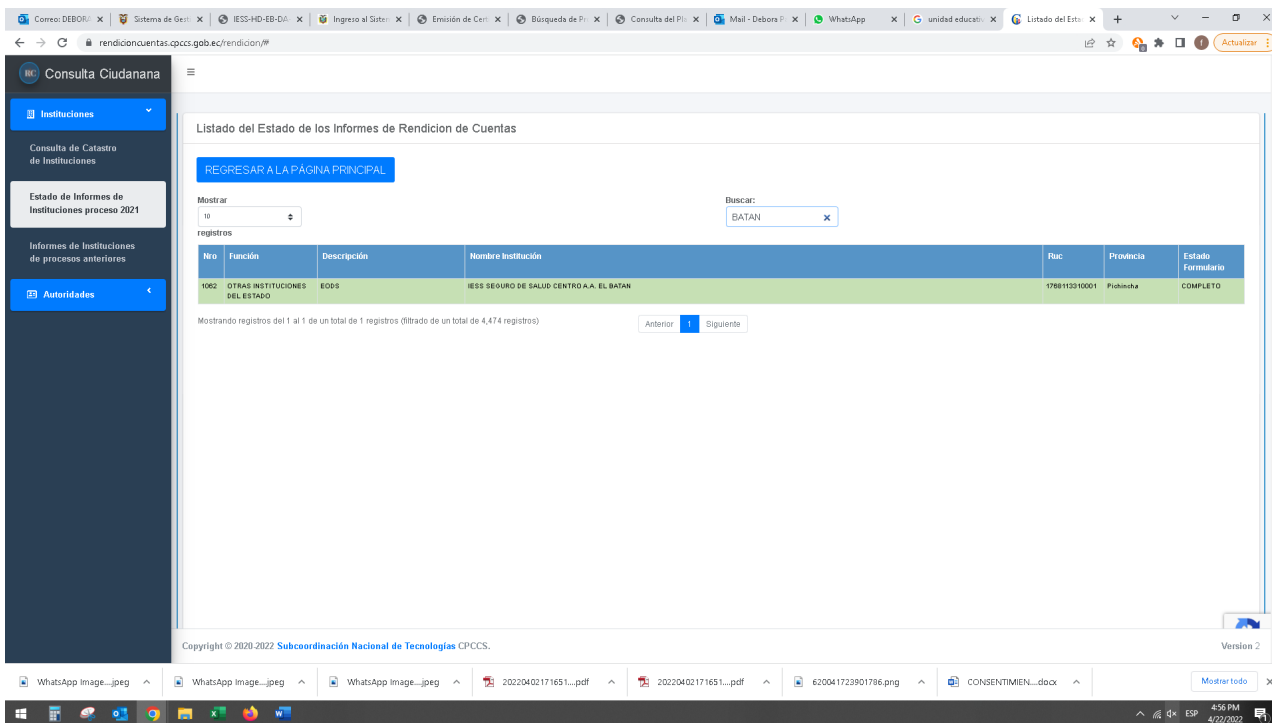 Correo: DEBOR
Sistema de Gest
IESS-HD-EB-DA
Ingreso al Sister
Emisión de Cert
Búsqueda de Pr
Consulta del Pl
Mail - Debora P
WhatsApp
unidad educativ
Listado del Esta
rendicioncuentas.cpccs.gob.ec/rendicion/#
Actualizar
RC Consulta Ciudanana
Instituciones
Consulta de Catastro
de Instituciones
Estado de Informes de
Instituciones proceso 2021
Informes de Instituciones
de procesos anteriores
Autoridades
Listado del Estado de los Informes de Rendicion de Cuentas
REGRESAR A LA PÁGINA PRINCIPAL
Mostrar
10
registros
Buscar:
BATAN
Nro Función Descripción Nombre Institución Ruc Provincia Estado
Formulario
1062 OTRAS INSTITUCIONES EODS IESS SEGURO DE SALUD CENTRO A.A. EL BATAN 1768113310001 Pichincha COMPLETO
DEL ESTADO
Mostrando registros del 1 al 1 de un total de 1 registros (filtrado de un total de 4,474 registros)
Anterior 1 Siguiente
Copyright © 2020-2022 Subcoordinación Nacional de Tecnologías CPCCS.
Version 2
WhatsApp Image....jpeg
WhatsApp Image....jpeg
WhatsApp Image....jpeg
20220402171651....pdf
20220402171651....pdf
620041723901786.png
CONSENTIMIEN....docx
Mostrar todo
ESP
4:56 PM
4/22/2022